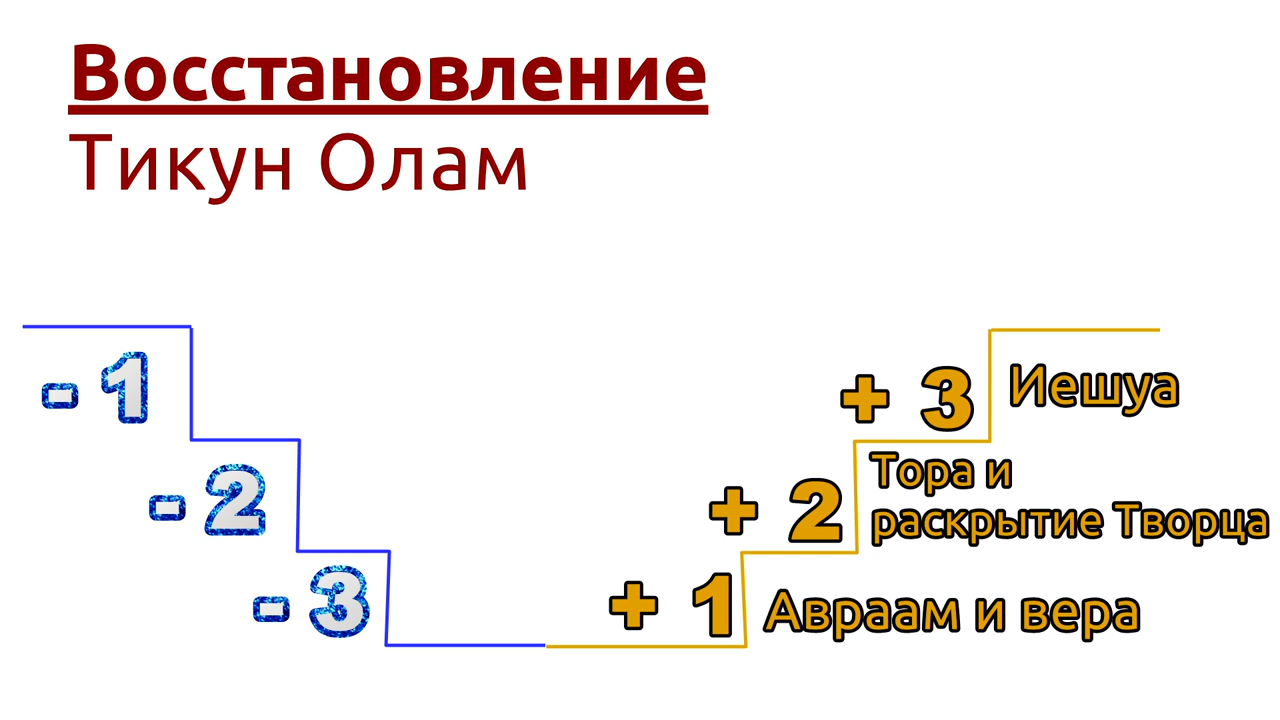 Восстановление
Тикун Олам
- 1
+ 3 Иешуа
- 2
+ 2 Тора и
раскрытие Творца
- 3
+ 1 Авраам и вера